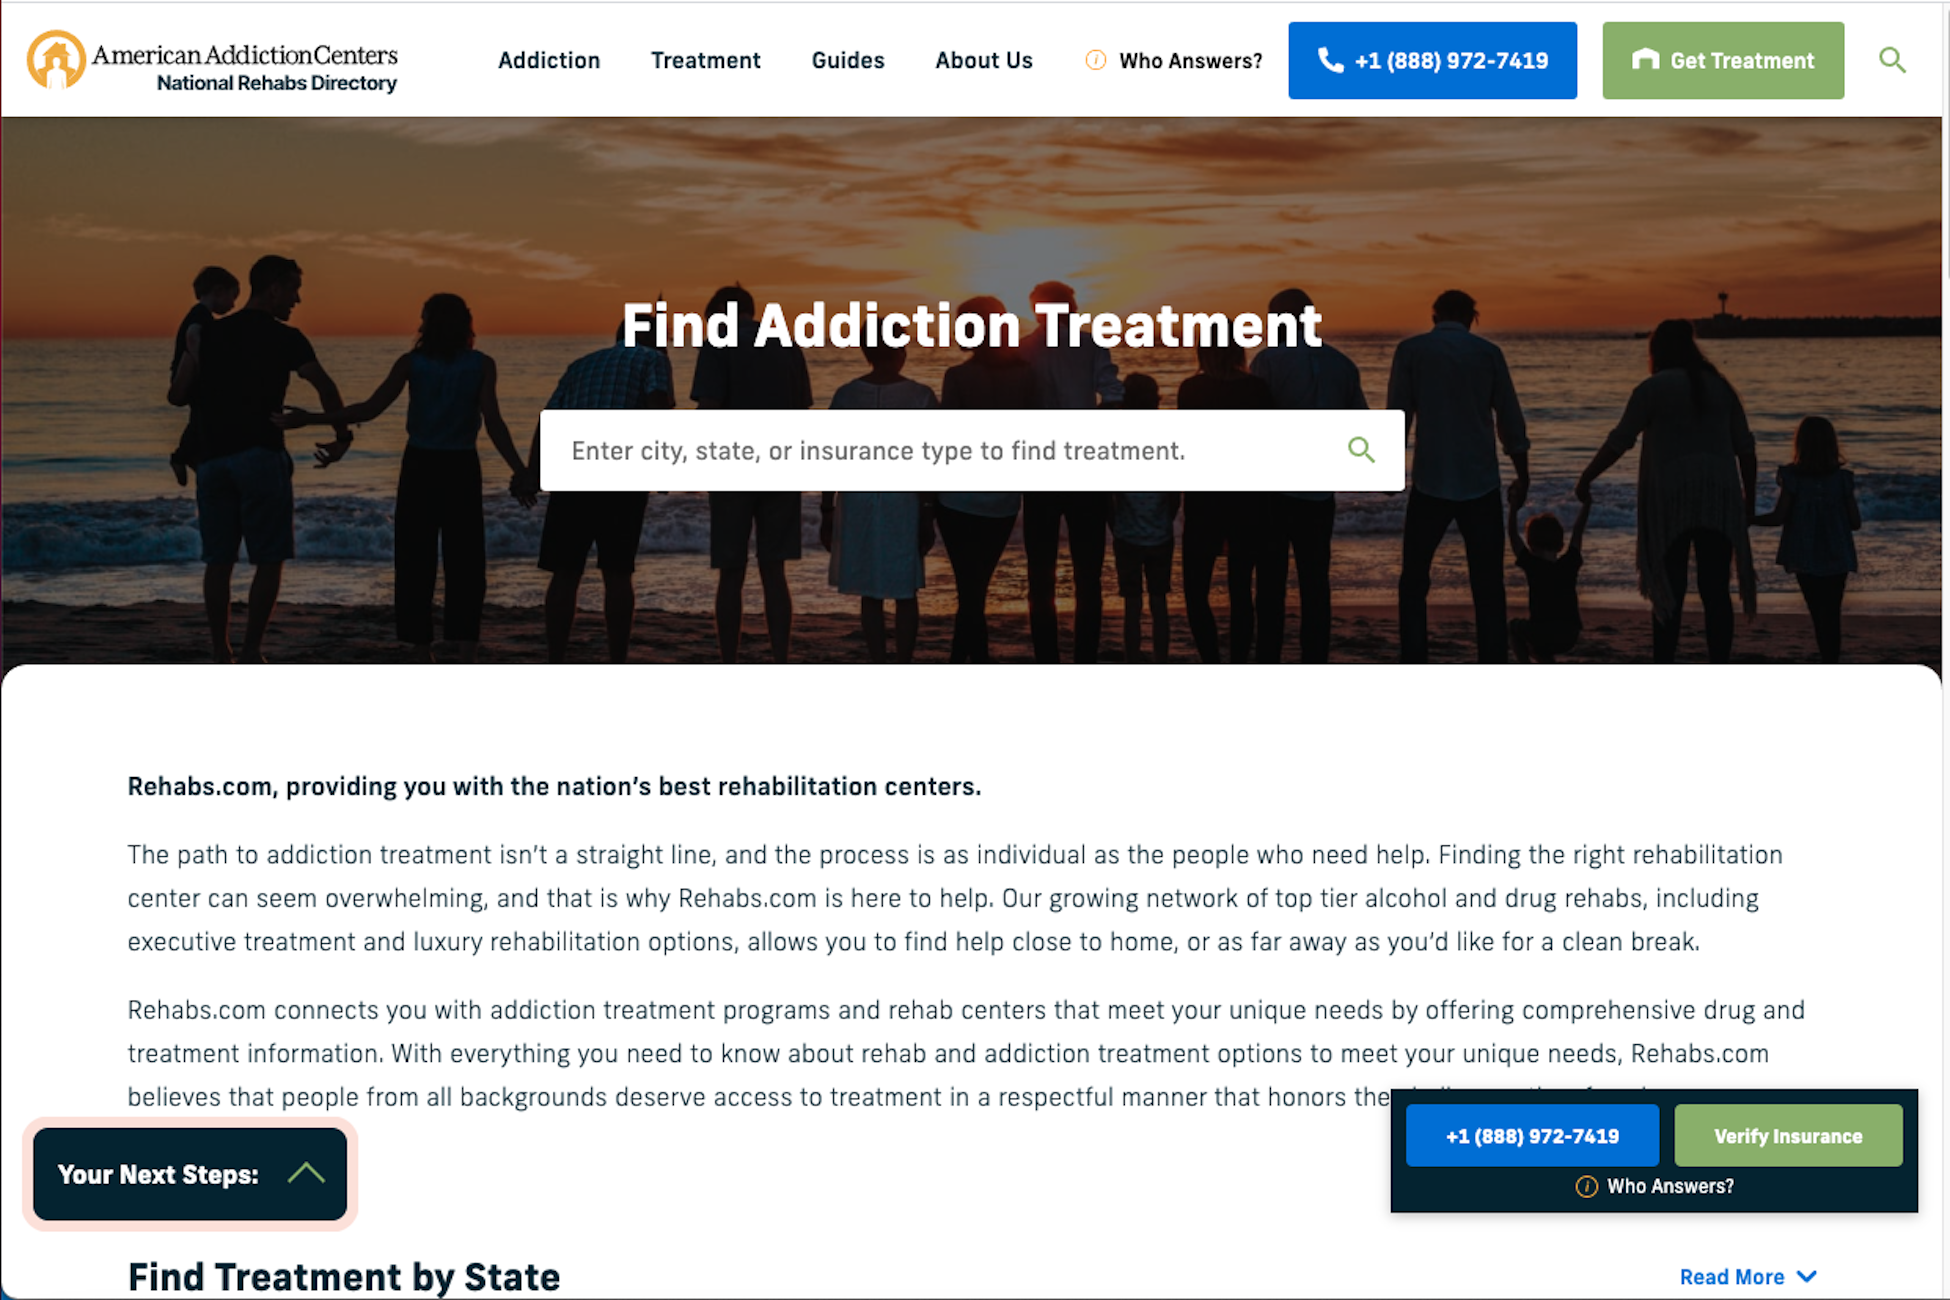 American Addiction Centers
National Rehabs Directory
Addiction
Treatment
Guides
About Us
Who Answers?
+1 (888) 972-7419
Get Treatment
Find Addiction Treatment
Enter city, state, or insurance type to find treatment.
Rehabs.com, providing you with the nation’s best rehabilitation centers.
The path to addiction treatment isn’t a straight line, and the process is as individual as the people who need help. Finding the right rehabilitation
center can seem overwhelming, and that is why Rehabs.com is here to help. Our growing network of top tier alcohol and drug rehabs, including
executive treatment and luxury rehabilitation options, allows you to find help close to home, or as far away as you’d like for a clean break.
Rehabs.com connects you with addiction treatment programs and rehab centers that meet your unique needs by offering comprehensive drug and
treatment information. With everything you need to know about rehab and addiction treatment options to meet your unique needs, Rehabs.com
believes that people from all backgrounds deserve access to treatment in a respectful manner that honors
+1 (888) 972-7419
Verify Insurance
Who Answers?
Your Next Steps:
Find Treatment by State
Read More